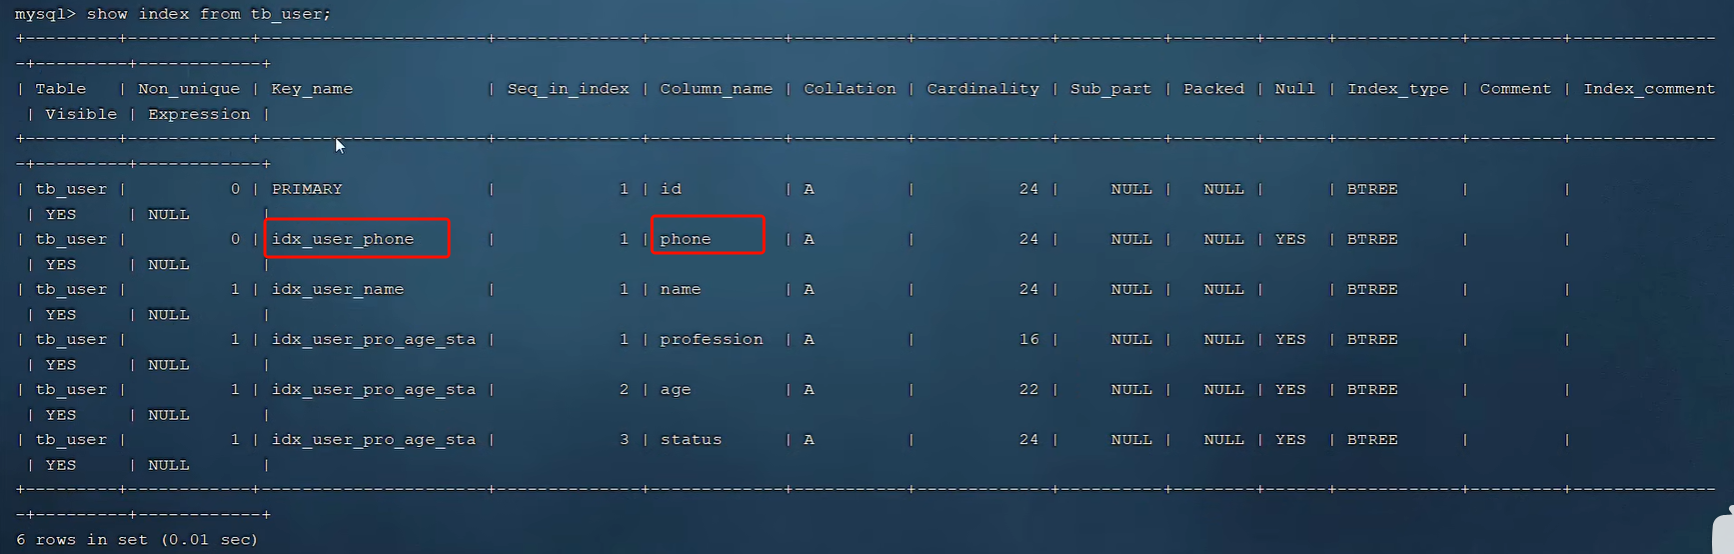 mysql> show index from tb_user;
+---------+------------+----------------------+--------------+-------------+-----------+-------------+----------+--------+------+------------+---------+--------------
-+---------+------------+
| Table   | Non_unique | Key_name             | Seq_in_index | Column_name | Collation | Cardinality | Sub_part | Packed | Null | Index_type | Comment | Index_comment
 | Visible | Expression |
+---------+------------+----------------------+--------------+-------------+-----------+-------------+----------+--------+------+------------+---------+--------------
-+---------+------------+
| tb_user |          0 | PRIMARY              |            1 | id          | A         |          24 |     NULL |   NULL |      | BTREE      |         |
 | YES     | NULL       |
| tb_user |          0 | idx_user_phone       |            1 | phone       | A         |          24 |     NULL |   NULL | YES  | BTREE      |         |
 | YES     | NULL       |
| tb_user |          1 | idx_user_name        |            1 | name        | A         |          24 |     NULL |   NULL |      | BTREE      |         |
 | YES     | NULL       |
| tb_user |          1 | idx_user_pro_age_sta |            1 | profession  | A         |          16 |     NULL |   NULL | YES  | BTREE      |         |
 | YES     | NULL       |
| tb_user |          1 | idx_user_pro_age_sta |            2 | age         | A         |          22 |     NULL |   NULL | YES  | BTREE      |         |
 | YES     | NULL       |
| tb_user |          1 | idx_user_pro_age_sta |            3 | status      | A         |          24 |     NULL |   NULL | YES  | BTREE      |         |
 | YES     | NULL       |
+---------+------------+----------------------+--------------+-------------+-----------+-------------+----------+--------+------+------------+---------+--------------
-+---------+------------+
6 rows in set (0.01 sec)